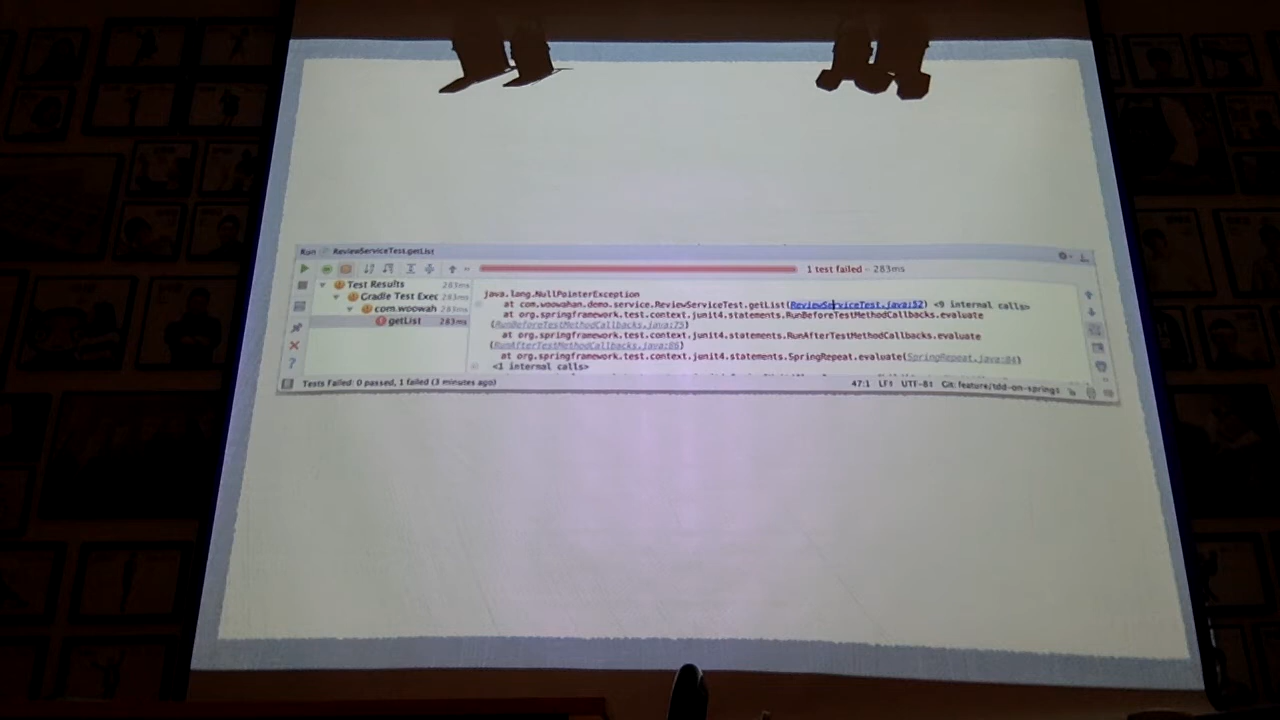 Run ReviewServiceTest.getList
1 test failed – 283ms
Test Results 283ms
Gradle Test Exec 283ms
com.woowah 283ms
getList 283ms
java.lang.NullPointerException
at com.woowahan.demo.service.ReviewServiceTest.getList(ReviewServiceTest.java:52) <9 internal calls>
at org.springframework.test.context.junit4.statements.RunBeforeTestMethodCallbacks.evaluate
(RunBeforeTestMethodCallbacks.java:75)
at org.springframework.test.context.junit4.statements.RunAfterTestMethodCallbacks.evaluate
(RunAfterTestMethodCallbacks.java:86)
at org.springframework.test.context.junit4.statements.SpringRepeat.evaluate(SpringRepeat.java:84)
<1 internal calls>
Tests Failed: 0 passed, 1 failed (3 minutes ago)
47:1 LF÷ UTF-8÷ Git: feature/tdd-on-spring÷